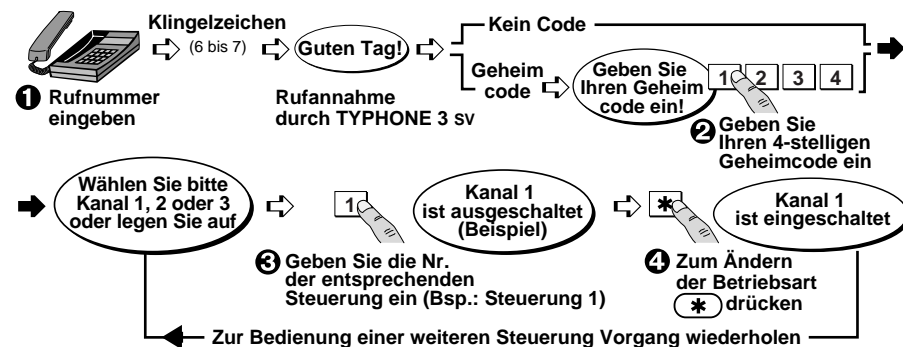 Klingelzeichen
(6 bis 7)
Guten Tag!
Kein Code
Geheim
code
Geben Sie
Ihren Geheim
code ein!
1 2 3 4
1 Rufnummer
eingeben
Rufannahme
durch TYPHONE 3 SV
2 Geben Sie
Ihren 4-stelligen
Geheimcode ein
Wählen Sie bitte
Kanal 1, 2 oder 3
oder legen Sie auf
1
Kanal 1
ist ausgeschaltet
(Beispiel)
*
Kanal 1
ist eingeschaltet
3 Geben Sie die Nr.
der entsprechenden
Steuerung ein (Bsp.: Steuerung 1)
4 Zum Ändern
der Betriebsart
* drücken
Zur Bedienung einer weiteren Steuerung Vorgang wiederholen